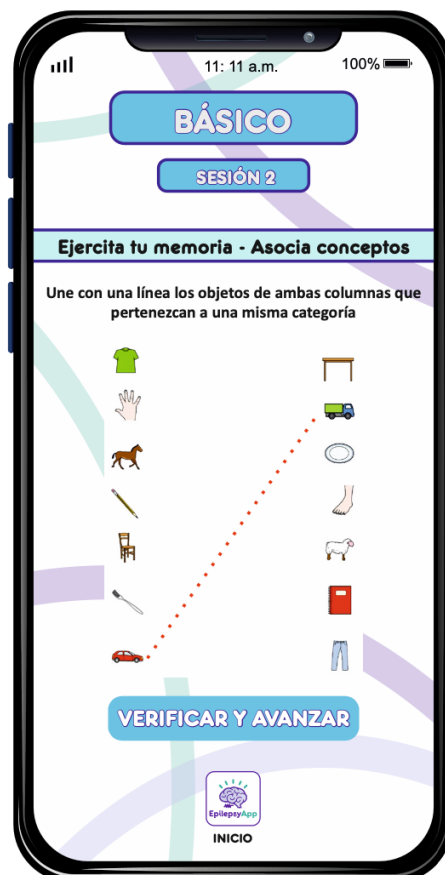 11: 11 a.m.
100%
BÁSICO
SESIÓN 2
Ejercita tu memoria - Asocia conceptos
Une con una línea los objetos de ambas columnas que
pertenezcan a una misma categoría
VERIFICAR Y AVANZAR
EpilepsyApp
INICIO